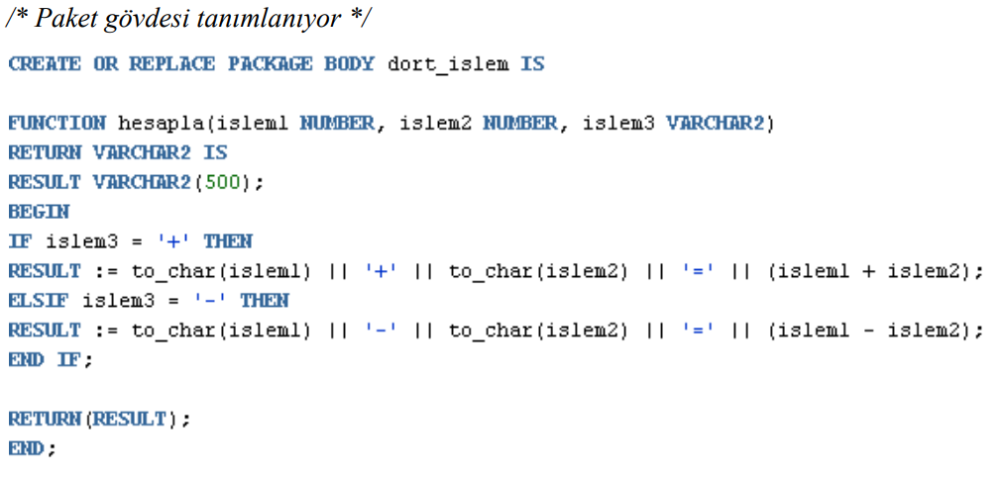 /* Paket gövdesi tanımlanıyor */
CREATE OR REPLACE PACKAGE BODY dort_islem IS
FUNCTION hesapla(islem1 NUMBER, islem2 NUMBER, islem3 VARCHAR2)
RETURN VARCHAR2 IS
RESULT VARCHAR2(500);
BEGIN
IF islem3 = '+' THEN
RESULT := to_char(islem1) || '+' || to_char(islem2) || '=' || (islem1 + islem2);
ELSIF islem3 = '-' THEN
RESULT := to_char(islem1) || '-' || to_char(islem2) || '=' || (islem1 - islem2);
END IF;
RETURN(RESULT);
END;